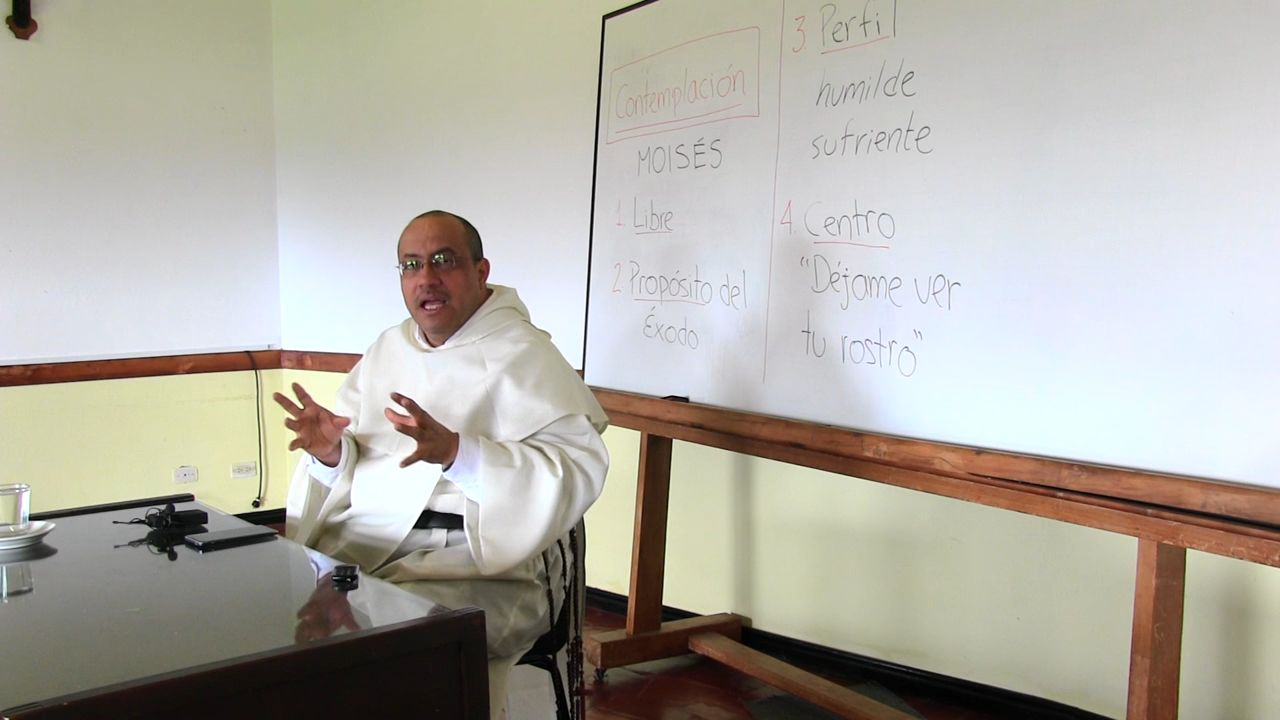 Contemplación
MOISÉS
1. Libre
2. Propósito del
Éxodo
3. Perfil
humilde
sufriente
4. Centro
"Déjame ver
tu rostro"